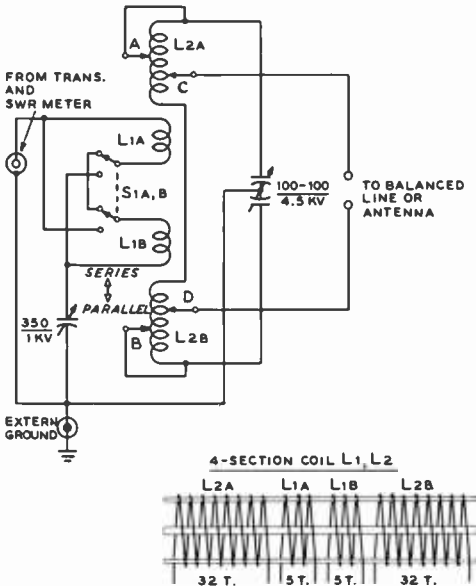 A
L2A
C
FROM TRANS.
AND
SWR METER
L1A
S1A, B
L1B
SERIES
PARALLEL
100-100
4.5 KV
TO BALANCED
LINE OR
ANTENNA
350
1 KV
D
B
L2B
EXTERN
GROUND
4-SECTION COIL L1, L2
L2A L1A L1B L2B
32 T. 5 T. 5 T. 32 T.